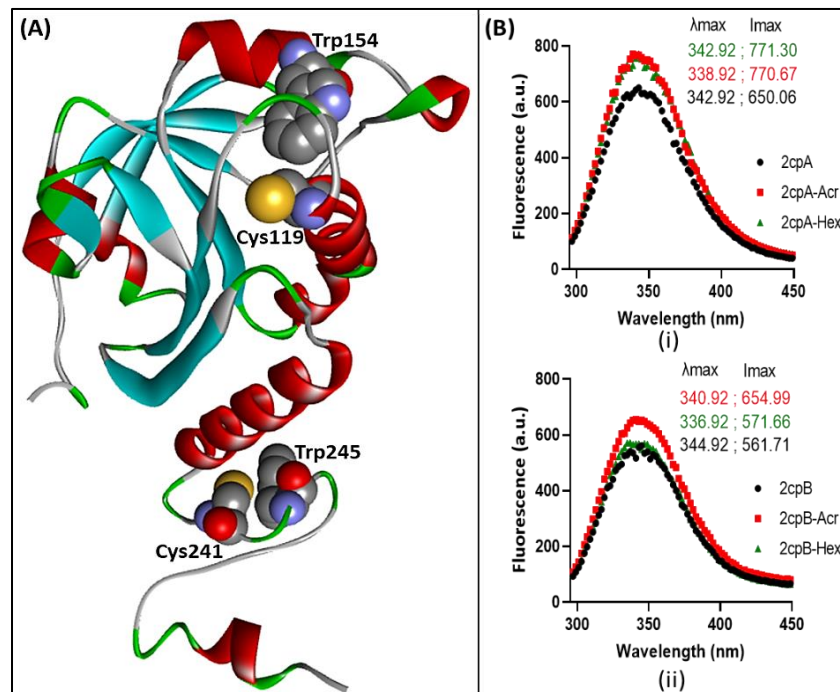 (A)
Trp154
Cys119
Trp245
Cys241
(B)
λmax Imax
342.92 ; 771.30
338.92 ; 770.67
342.92 ; 650.06
800
600
400
200
0
Fluorescence (a.u.)
2cpA
2cpA-Acr
2cpA-Hex
300 350 400 450
Wavelength (nm)
(i)
λmax Imax
340.92 ; 654.99
336.92 ; 571.66
344.92 ; 561.71
800
600
400
200
0
Fluorescence (a.u.)
2cpB
2cpB-Acr
2cpB-Hex
300 350 400 450
Wavelength (nm)
(ii)